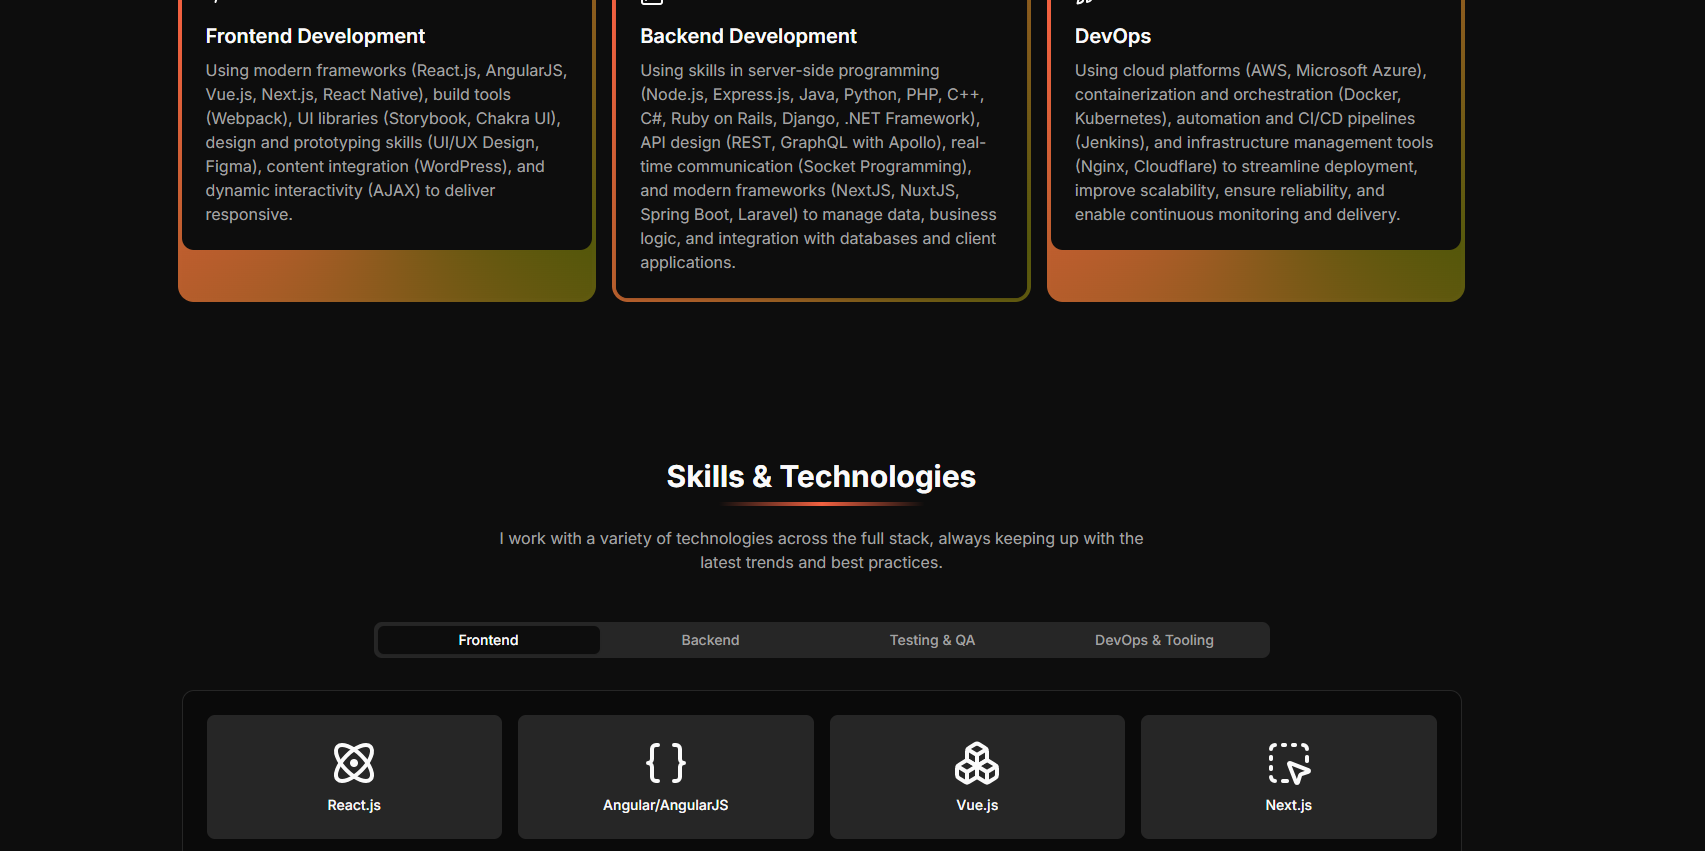 Frontend Development
Using modern frameworks (React.js, AngularJS,
Vue.js, Next.js, React Native), build tools
(Webpack), UI libraries (Storybook, Chakra UI),
design and prototyping skills (UI/UX Design,
Figma), content integration (WordPress), and
dynamic interactivity (AJAX) to deliver
responsive.
Backend Development
Using skills in server-side programming
(Node.js, Express.js, Java, Python, PHP, C++,
C#, Ruby on Rails, Django, .NET Framework),
API design (REST, GraphQL with Apollo), real-
time communication (Socket Programming),
and modern frameworks (NextJS, NuxtJS,
Spring Boot, Laravel) to manage data, business
logic, and integration with databases and client
applications.
DevOps
Using cloud platforms (AWS, Microsoft Azure),
containerization and orchestration (Docker,
Kubernetes), automation and CI/CD pipelines
(Jenkins), and infrastructure management tools
(Nginx, Cloudflare) to streamline deployment,
improve scalability, ensure reliability, and
enable continuous monitoring and delivery.
Skills & Technologies
I work with a variety of technologies across the full stack, always keeping up with the
latest trends and best practices.
Frontend
Backend
Testing & QA
DevOps & Tooling
React.js
Angular/AngularJS
Vue.js
Next.js